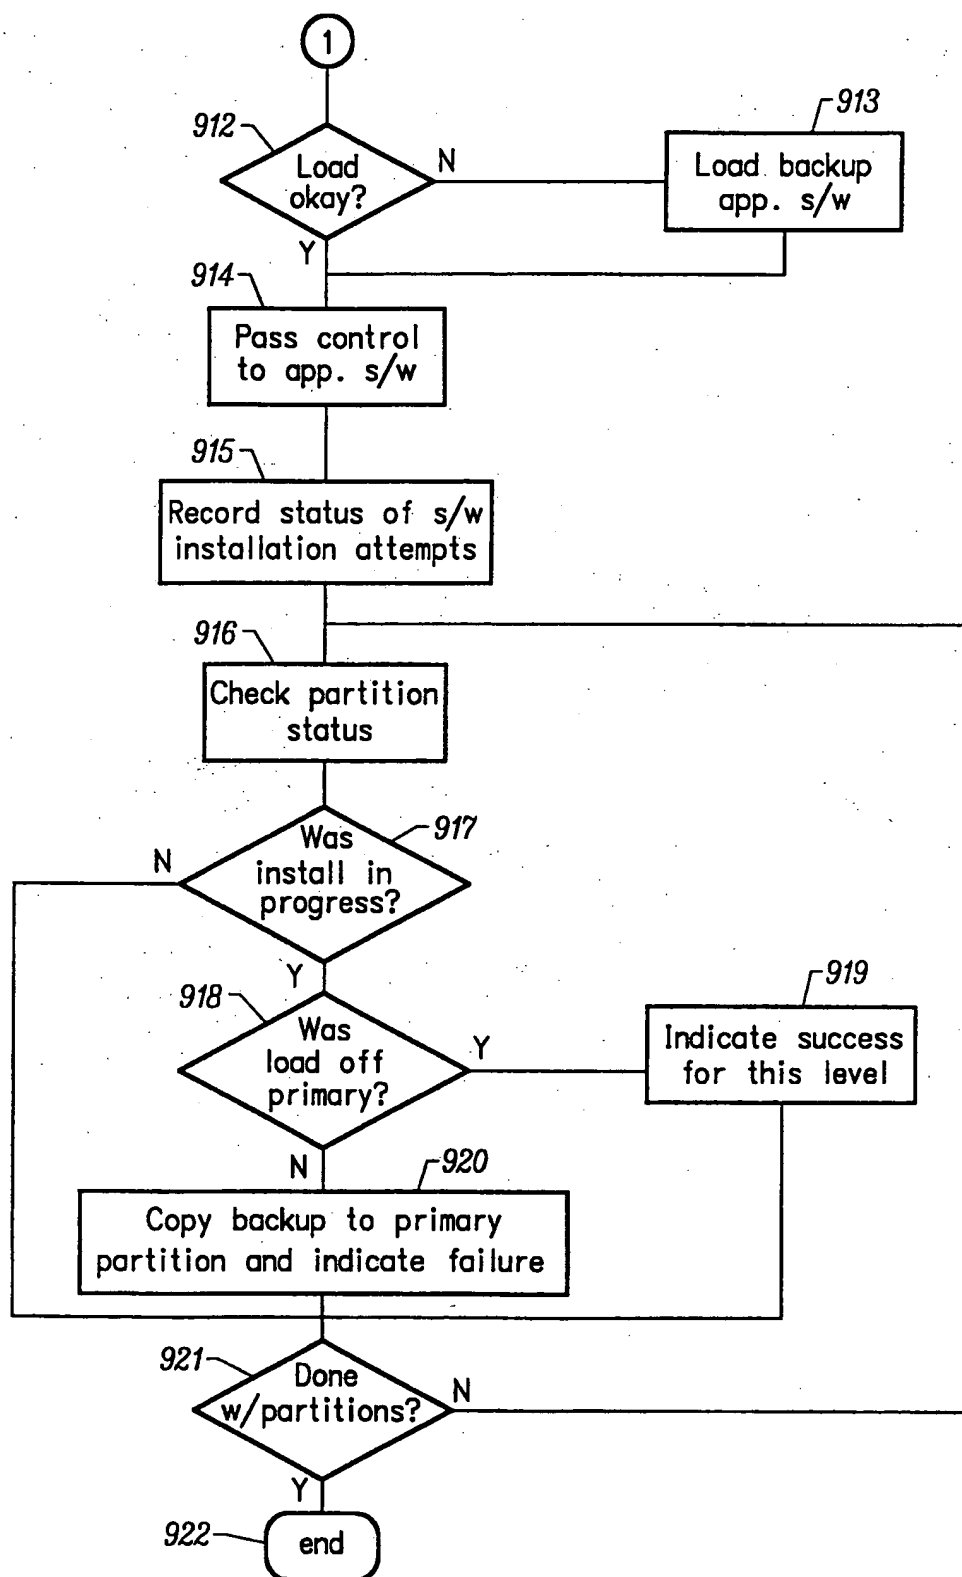 1
912
Load
okay?
N
Y
913
Load backup
app. s/w
914
Pass control
to app. s/w
915
Record status of s/w
installation attempts
916
Check partition
status
917
Was
install in
progress?
N
Y
918
Was
load off
primary?
Y
N
919
Indicate success
for this level
920
Copy backup to primary
partition and indicate failure
921
Done
w/partitions?
N
Y
922
end